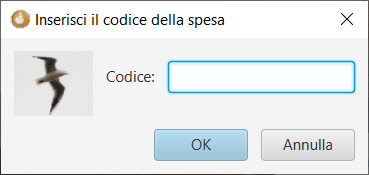 Inserisci il codice della spesa
Codice:
OK
Annulla